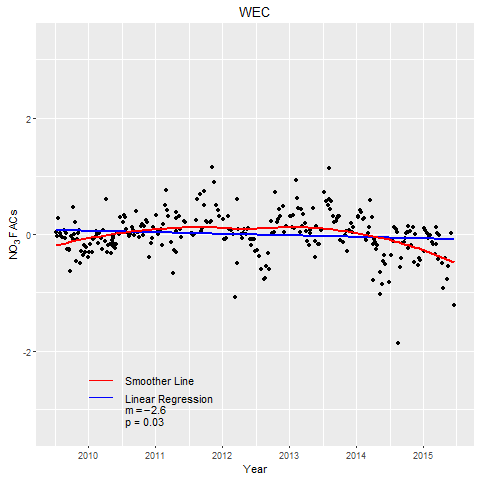 WEC
2
0
-2
NO3 FACs
Smoother Line
Linear Regression
m = −2.6
p = 0.03
2010 2011 2012 2013 2014 2015
Year